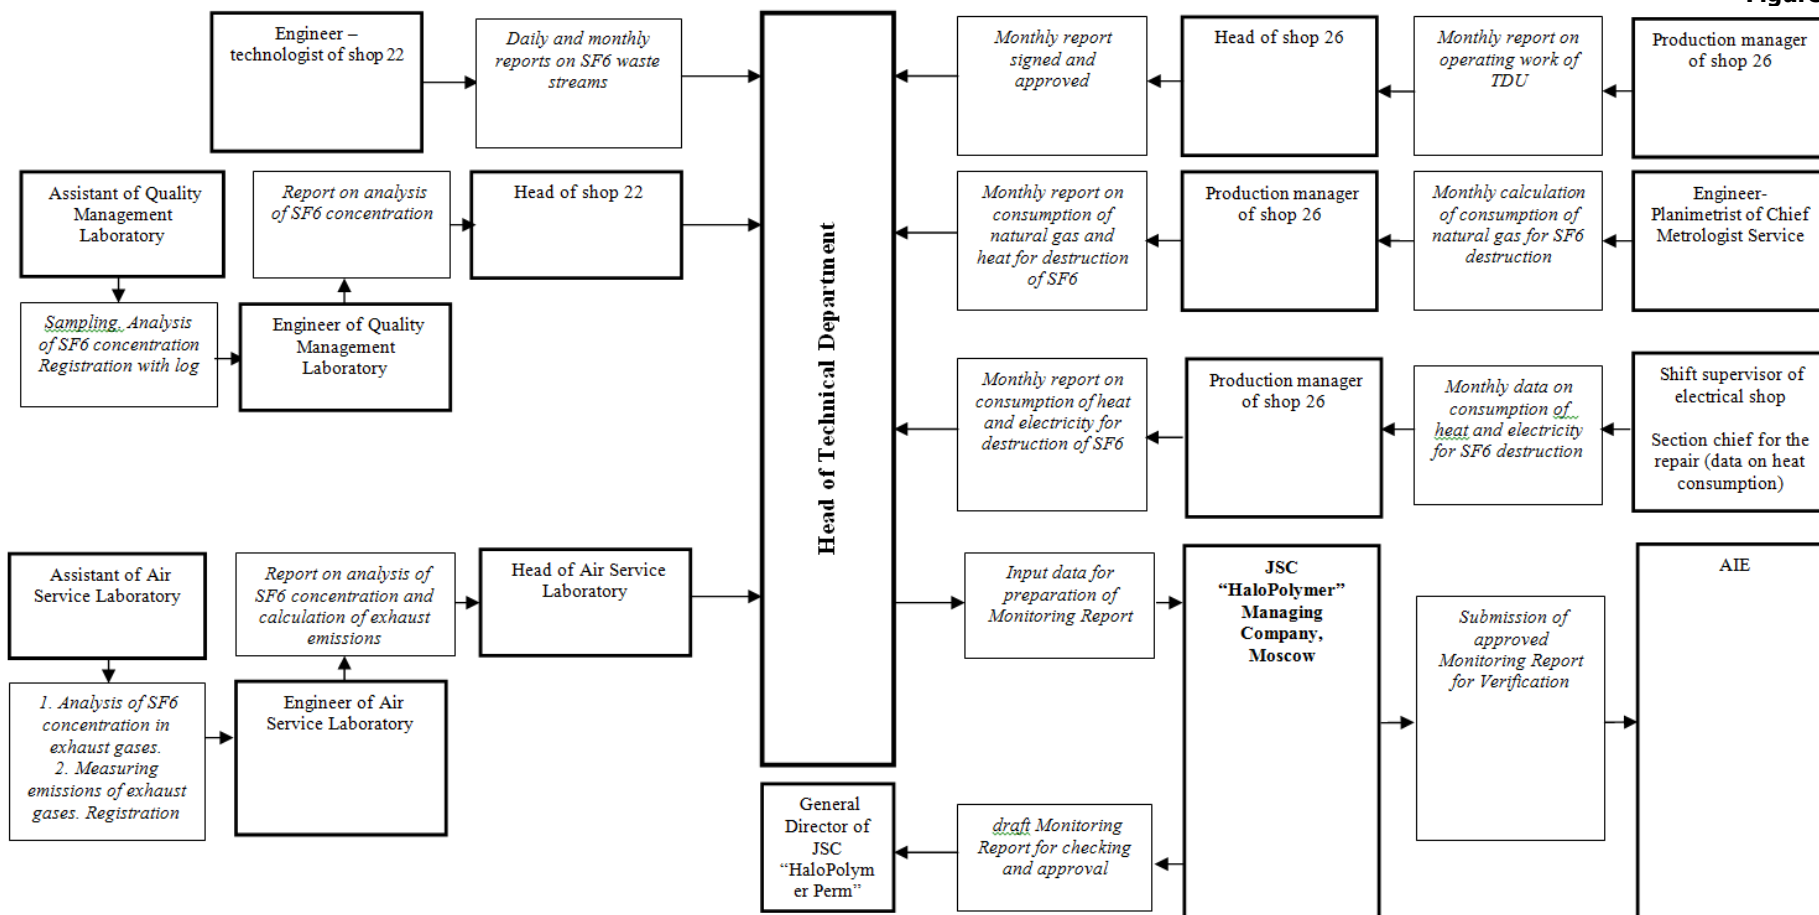 Figure
Engineer –
technologist of shop 22
Daily and monthly
reports on SF6 waste
streams
Monthly report
signed and
approved
Head of shop 26
Monthly report on
operating work of
TDU
Production manager
of shop 26
Assistant of Quality
Management
Laboratory
Report on analysis
of SF6 concentration
Head of shop 22
Head of Technical Department
Monthly report on
consumption of
natural gas and
heat for destruction
of SF6
Production manager
of shop 26
Monthly calculation
of consumption of
natural gas for SF6
destruction
Engineer-
Planimetrist of Chief
Metrologist Service
Sampling. Analysis
of SF6 concentration
Registration with log
Engineer of Quality
Management
Laboratory
Monthly report on
consumption of heat
and electricity for
destruction of SF6
Production manager
of shop 26
Monthly data on
consumption of
heat and electricity
for SF6 destruction
Shift supervisor of
electrical shop
Section chief for the
repair (data on heat
consumption)
Assistant of Air
Service Laboratory
Report on analysis of
SF6 concentration and
calculation of exhaust
emissions
Head of Air Service
Laboratory
Input data for
preparation of
Monitoring Report
JSC
“HaloPolymer”
Managing
Company,
Moscow
Submission of
approved
Monitoring Report
for Verification
AIE
1. Analysis of SF6
concentration in
exhaust gases.
2. Measuring
emissions of exhaust
gases. Registration
Engineer of Air
Service Laboratory
General
Director of
JSC
“HaloPolym
er Perm”
draft Monitoring
Report for checking
and approval